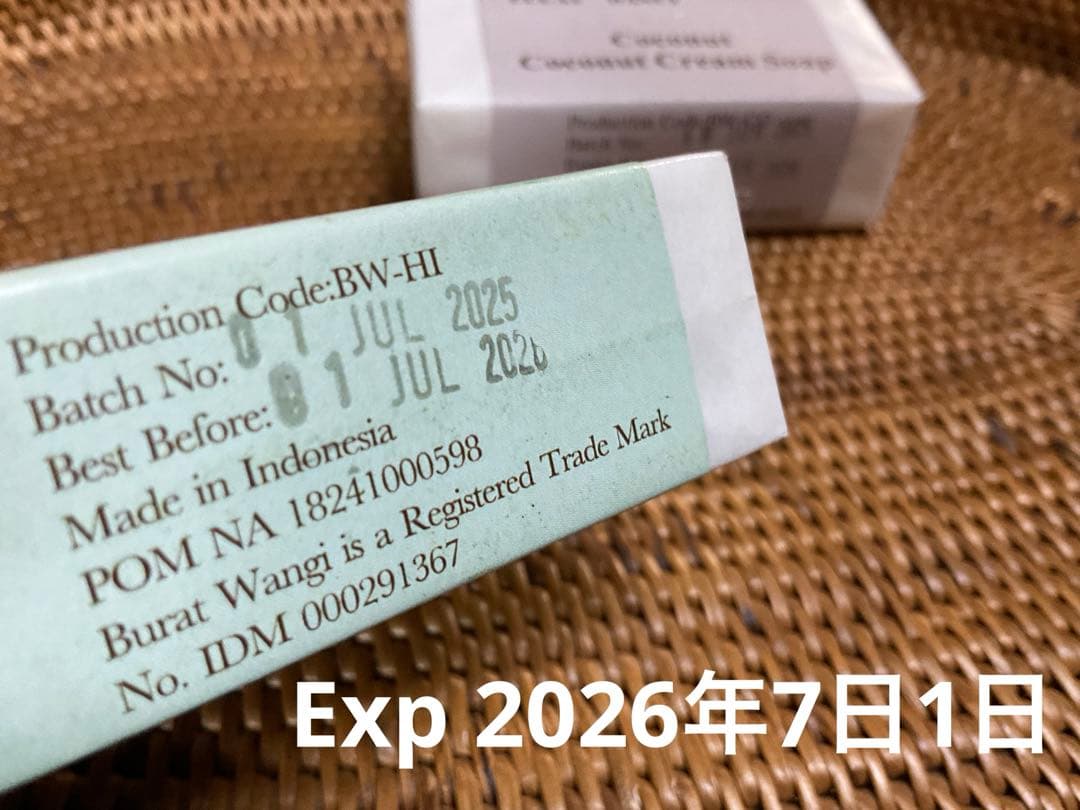 Coconut
Coconut Cream Soap
Production Code:BW-HI
Batch No: 01 JUL 2025
Best Before: 01 JUL 2026
Made in Indonesia
POM NA 18241000598
Burat Wangi is a Registered Trade Mark
No. IDM 000291367
Exp 2026年7日1日